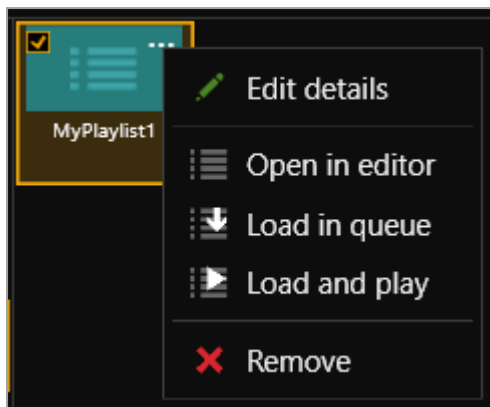 MyPlaylist1
Edit details
Open in editor
Load in queue
Load and play
Remove